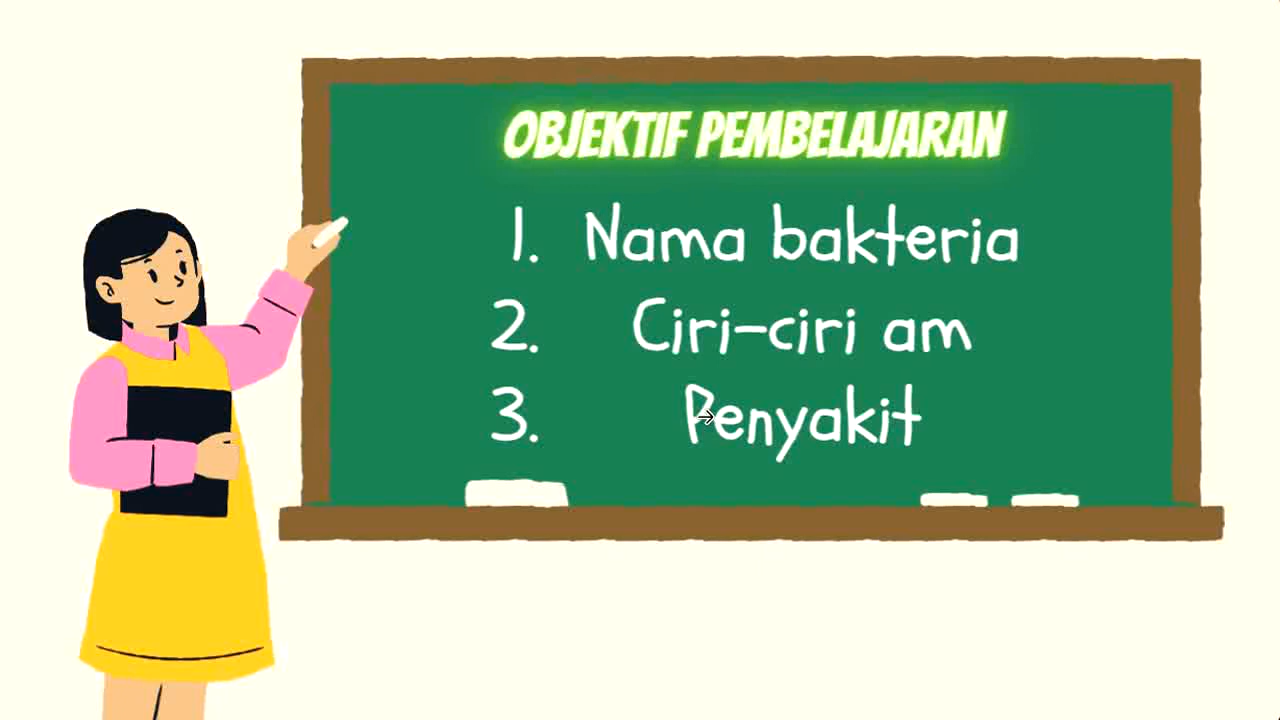 OBJEKTIF PEMBELAJARAN
1. Nama bakteria
2. Ciri-ciri am
3. Penyakit